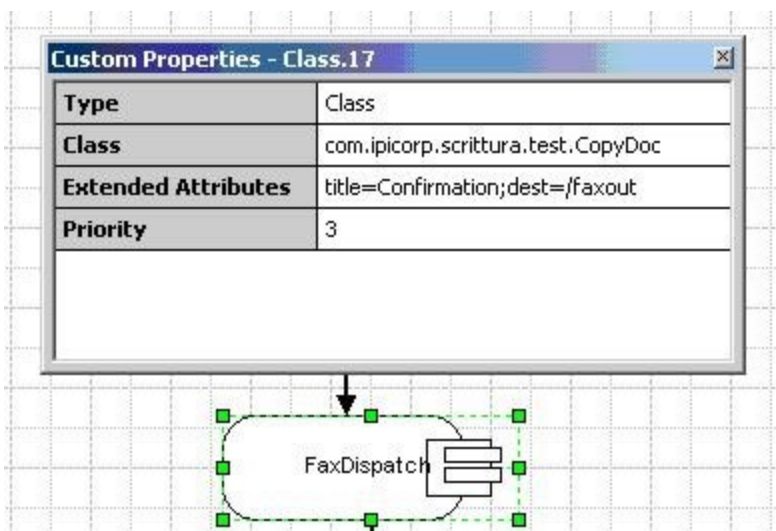 Custom Properties - Class.17
Type Class
Class com.ipicorp.scrittura.test.CopyDoc
Extended Attributes title=Confirmation;dest=/faxout
Priority 3
FaxDispatch